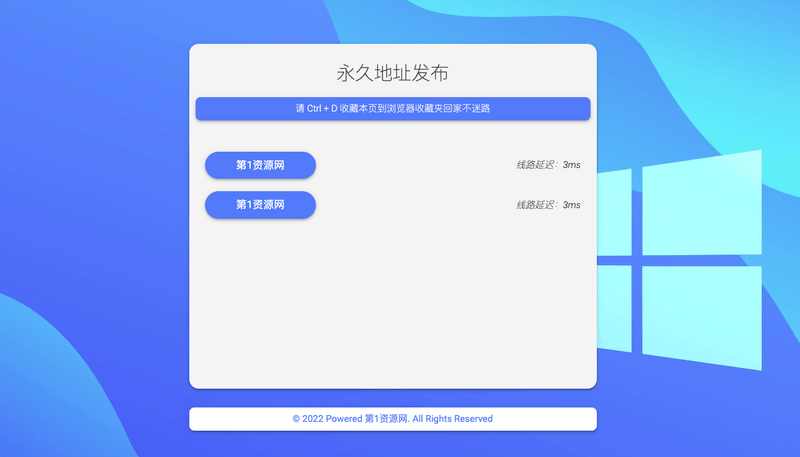 永久地址发布
请 Ctrl + D 收藏本页到浏览器收藏夹回家不迷路
第1资源网 线路延迟：3ms
第1资源网 线路延迟：3ms
© 2022 Powered 第1资源网. All Rights Reserved